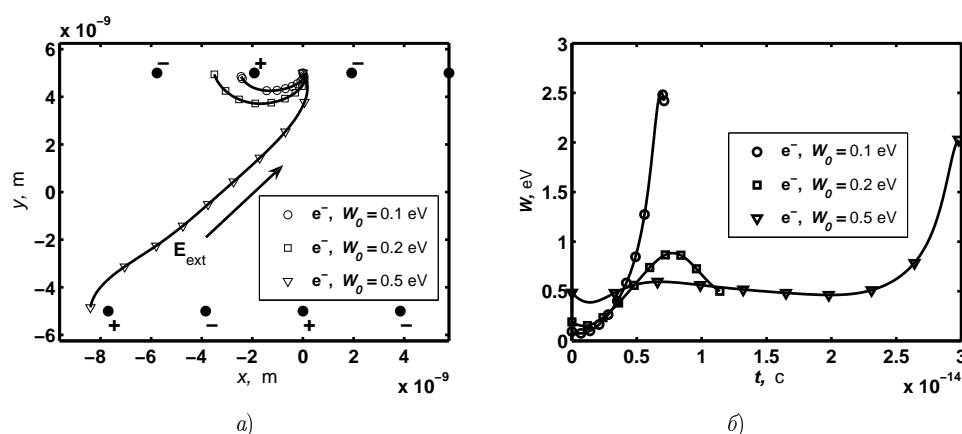 x 10⁻⁹
6
4
2
0
−2
−4
−6
y, m
− + −
E_ext
e⁻, W₀ = 0.1 eV
e⁻, W₀ = 0.2 eV
e⁻, W₀ = 0.5 eV
+ − + −
−8 −6 −4 −2 0 2 4
x, m
x 10⁻⁹
а)
3
2.5
2
1.5
1
0.5
0
W, eV
e⁻, W₀ = 0.1 eV
e⁻, W₀ = 0.2 eV
e⁻, W₀ = 0.5 eV
0 0.5 1 1.5 2 2.5 3
t, c
x 10⁻¹⁴
б)